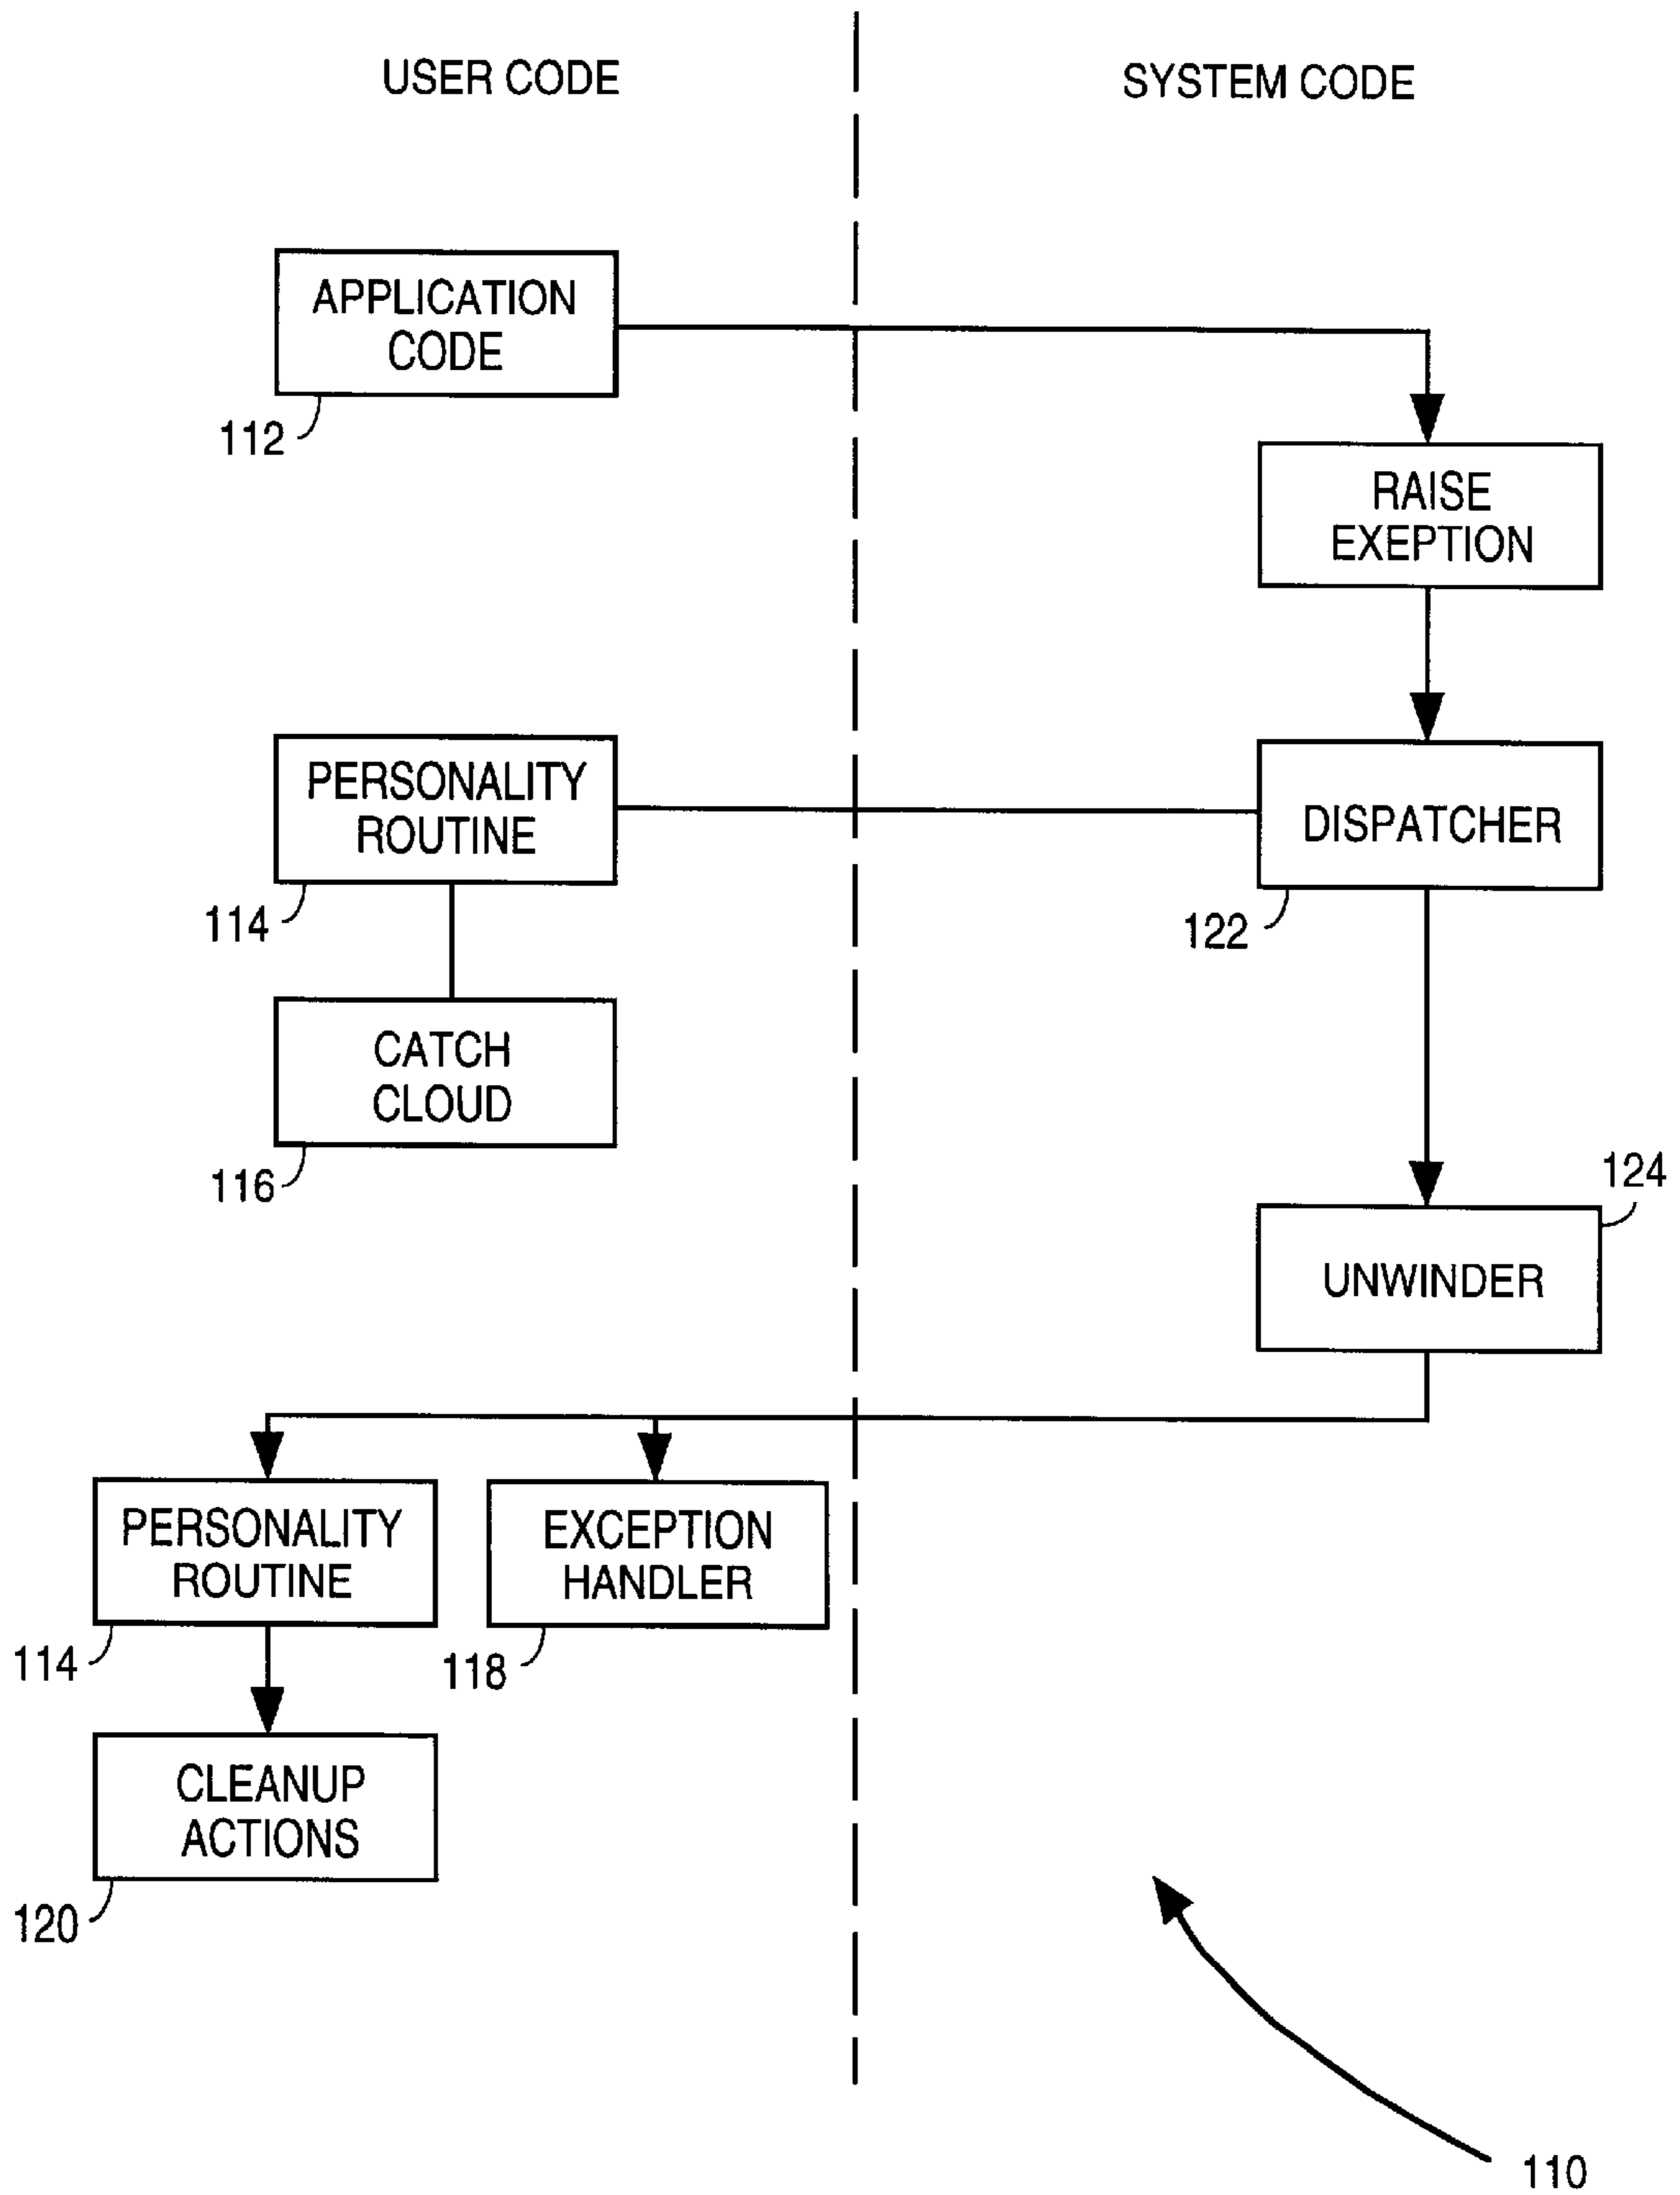 USER CODE
SYSTEM CODE
APPLICATION
CODE
112
RAISE
EXEPTION
PERSONALITY
ROUTINE
114
DISPATCHER
122
CATCH
CLOUD
116
124
UNWINDER
PERSONALITY
ROUTINE
114
EXCEPTION
HANDLER
118
CLEANUP
ACTIONS
120
110